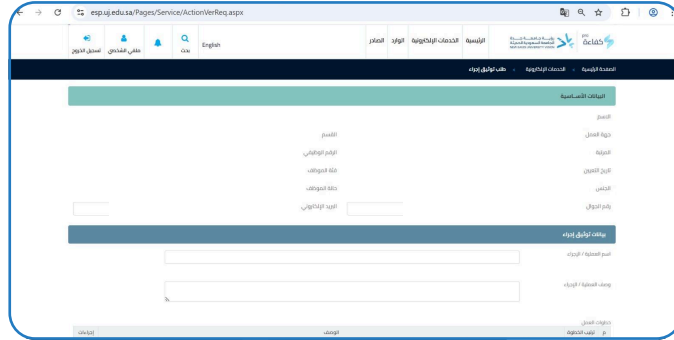 esp.uj.edu.sa/Pages/Service/ActionVerReq.aspx
كفاءة
الرئيسية الخدمات الإلكترونية الوارد الصادر
English بحث ملفي الشخصي تسجيل الخروج
الصفحة الرئيسية الخدمات الإلكترونية طلب توثيق إجراء
البيانات الأساسية
الاسم
جهة العمل القسم
المرتبة الرقم الوظيفي
تاريخ التعيين فئة الموظف
الجنس حالة الموظف
رقم الجوال البريد الإلكتروني
بيانات توثيق إجراء
اسم العملية / الإجراء
وصف العملية / الإجراء
خطوات العمل
م ترتيب الخطوة الوصف إجراءات